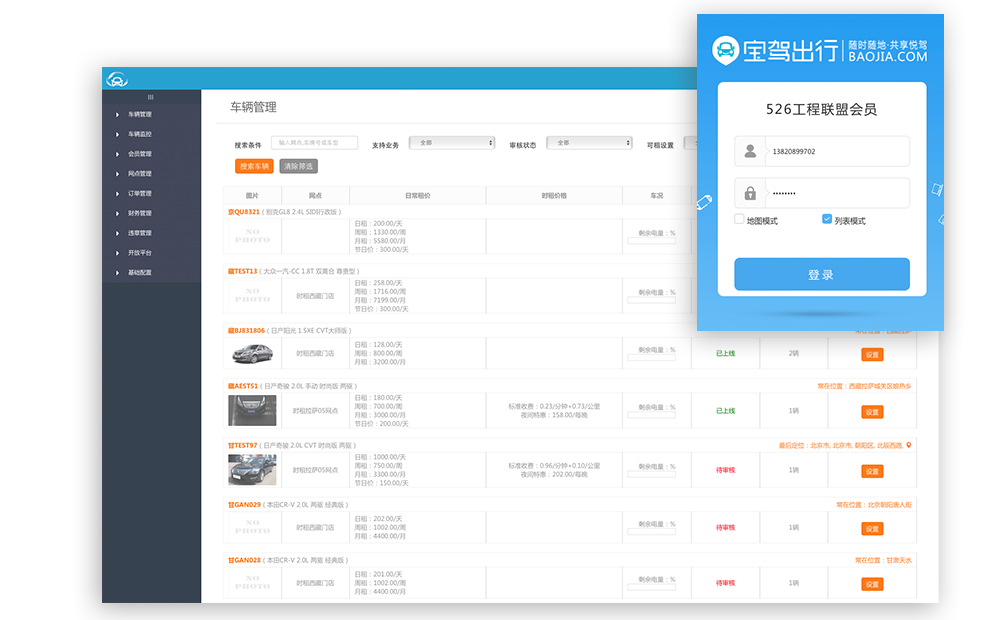 宝驾出行
随时随地·共享悦驾
BAOJIA.COM
526工程联盟会员
13820899702
••••••••
地图模式
列表模式
登录
车辆管理
车辆监控
会员管理
网点管理
订单管理
财务管理
违章管理
开放平台
基础配置
车辆管理
搜索条件 输入网点,车牌号或车型 支持业务 全部 审核状态 全部 可租设置
搜索车辆 清除筛选
图片 网点 日常租价 时租价格 车况
京QU8321 ( 别克GL8 2.4L SIDI行政版 )
NO PHOTO
日租:200.00/天
周租:1330.00/周
月租:5580.00/月
节日价:300.00/天
剩余电量:%
藏TEST13 ( 大众一汽-CC 1.8T 双离合 尊贵型 )
NO PHOTO
时租西藏门店
日租:258.00/天
周租:1716.00/周
月租:7199.00/月
节日价:300.00/天
剩余电量:%
藏BJ831806 ( 日产阳光 1.5XE CVT大师版 )
时租西藏门店
日租:128.00/天
周租:800.00/周
月租:3200.00/月
剩余电量:%
已上线
2辆
设置
藏AEST51 ( 日产奇骏 2.0L 手动 时尚版 两驱 )
常在位置:西藏拉萨城关区娘热乡
时租拉萨05网点
日租:180.00/天
周租:700.00/周
月租:3000.00/月
节日价:200.00/天
标准收费:0.23/分钟+0.73/公里
夜间特惠:158.00/每晚
剩余电量:%
已上线
1辆
设置
甘TEST97 ( 日产奇骏 2.0L CVT 时尚版 两驱 )
最后定位:北京市, 北京市, 朝阳区, 北辰西路,
时租拉萨05网点
日租:1000.00/天
周租:750.00/周
月租:3300.00/月
节日价:150.00/天
标准收费:0.96/分钟+0.10/公里
夜间特惠:202.00/每晚
剩余电量:%
待审核
1辆
设置
甘GAN029 ( 本田CR-V 2.0L 两驱 经典版 )
常在位置:北京朝阳唐人街
NO PHOTO
时租西藏门店
日租:202.00/天
周租:1002.00/周
月租:4400.00/月
剩余电量:%
待审核
1辆
设置
甘GAN028 ( 本田CR-V 2.0L 两驱 经典版 )
常在位置:甘肃天水
NO PHOTO
时租西藏门店
日租:201.00/天
周租:1002.00/周
月租:4400.00/月
剩余电量:%
待审核
1辆
设置